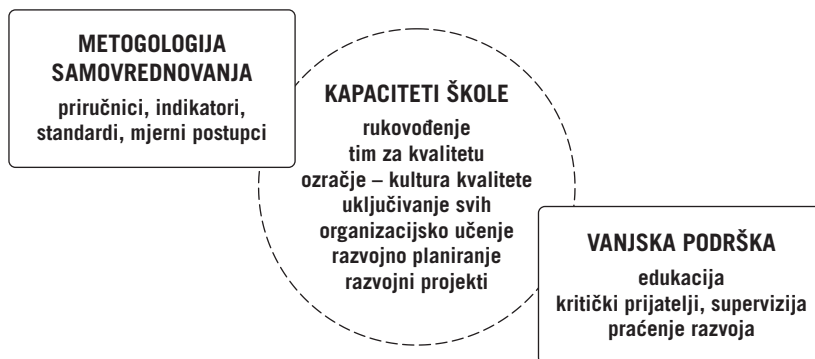 METOGOLOGIJA
SAMOVREDNOVANJA
priručnici, indikatori,
standardi, mjerni postupci
KAPACITETI ŠKOLE
rukovođenje
tim za kvalitetu
ozračje – kultura kvalitete
uključivanje svih
organizacijsko učenje
razvojno planiranje
razvojni projekti
VANJSKA PODRŠKA
edukacija
kritički prijatelji, supervizija
praćenje razvoja